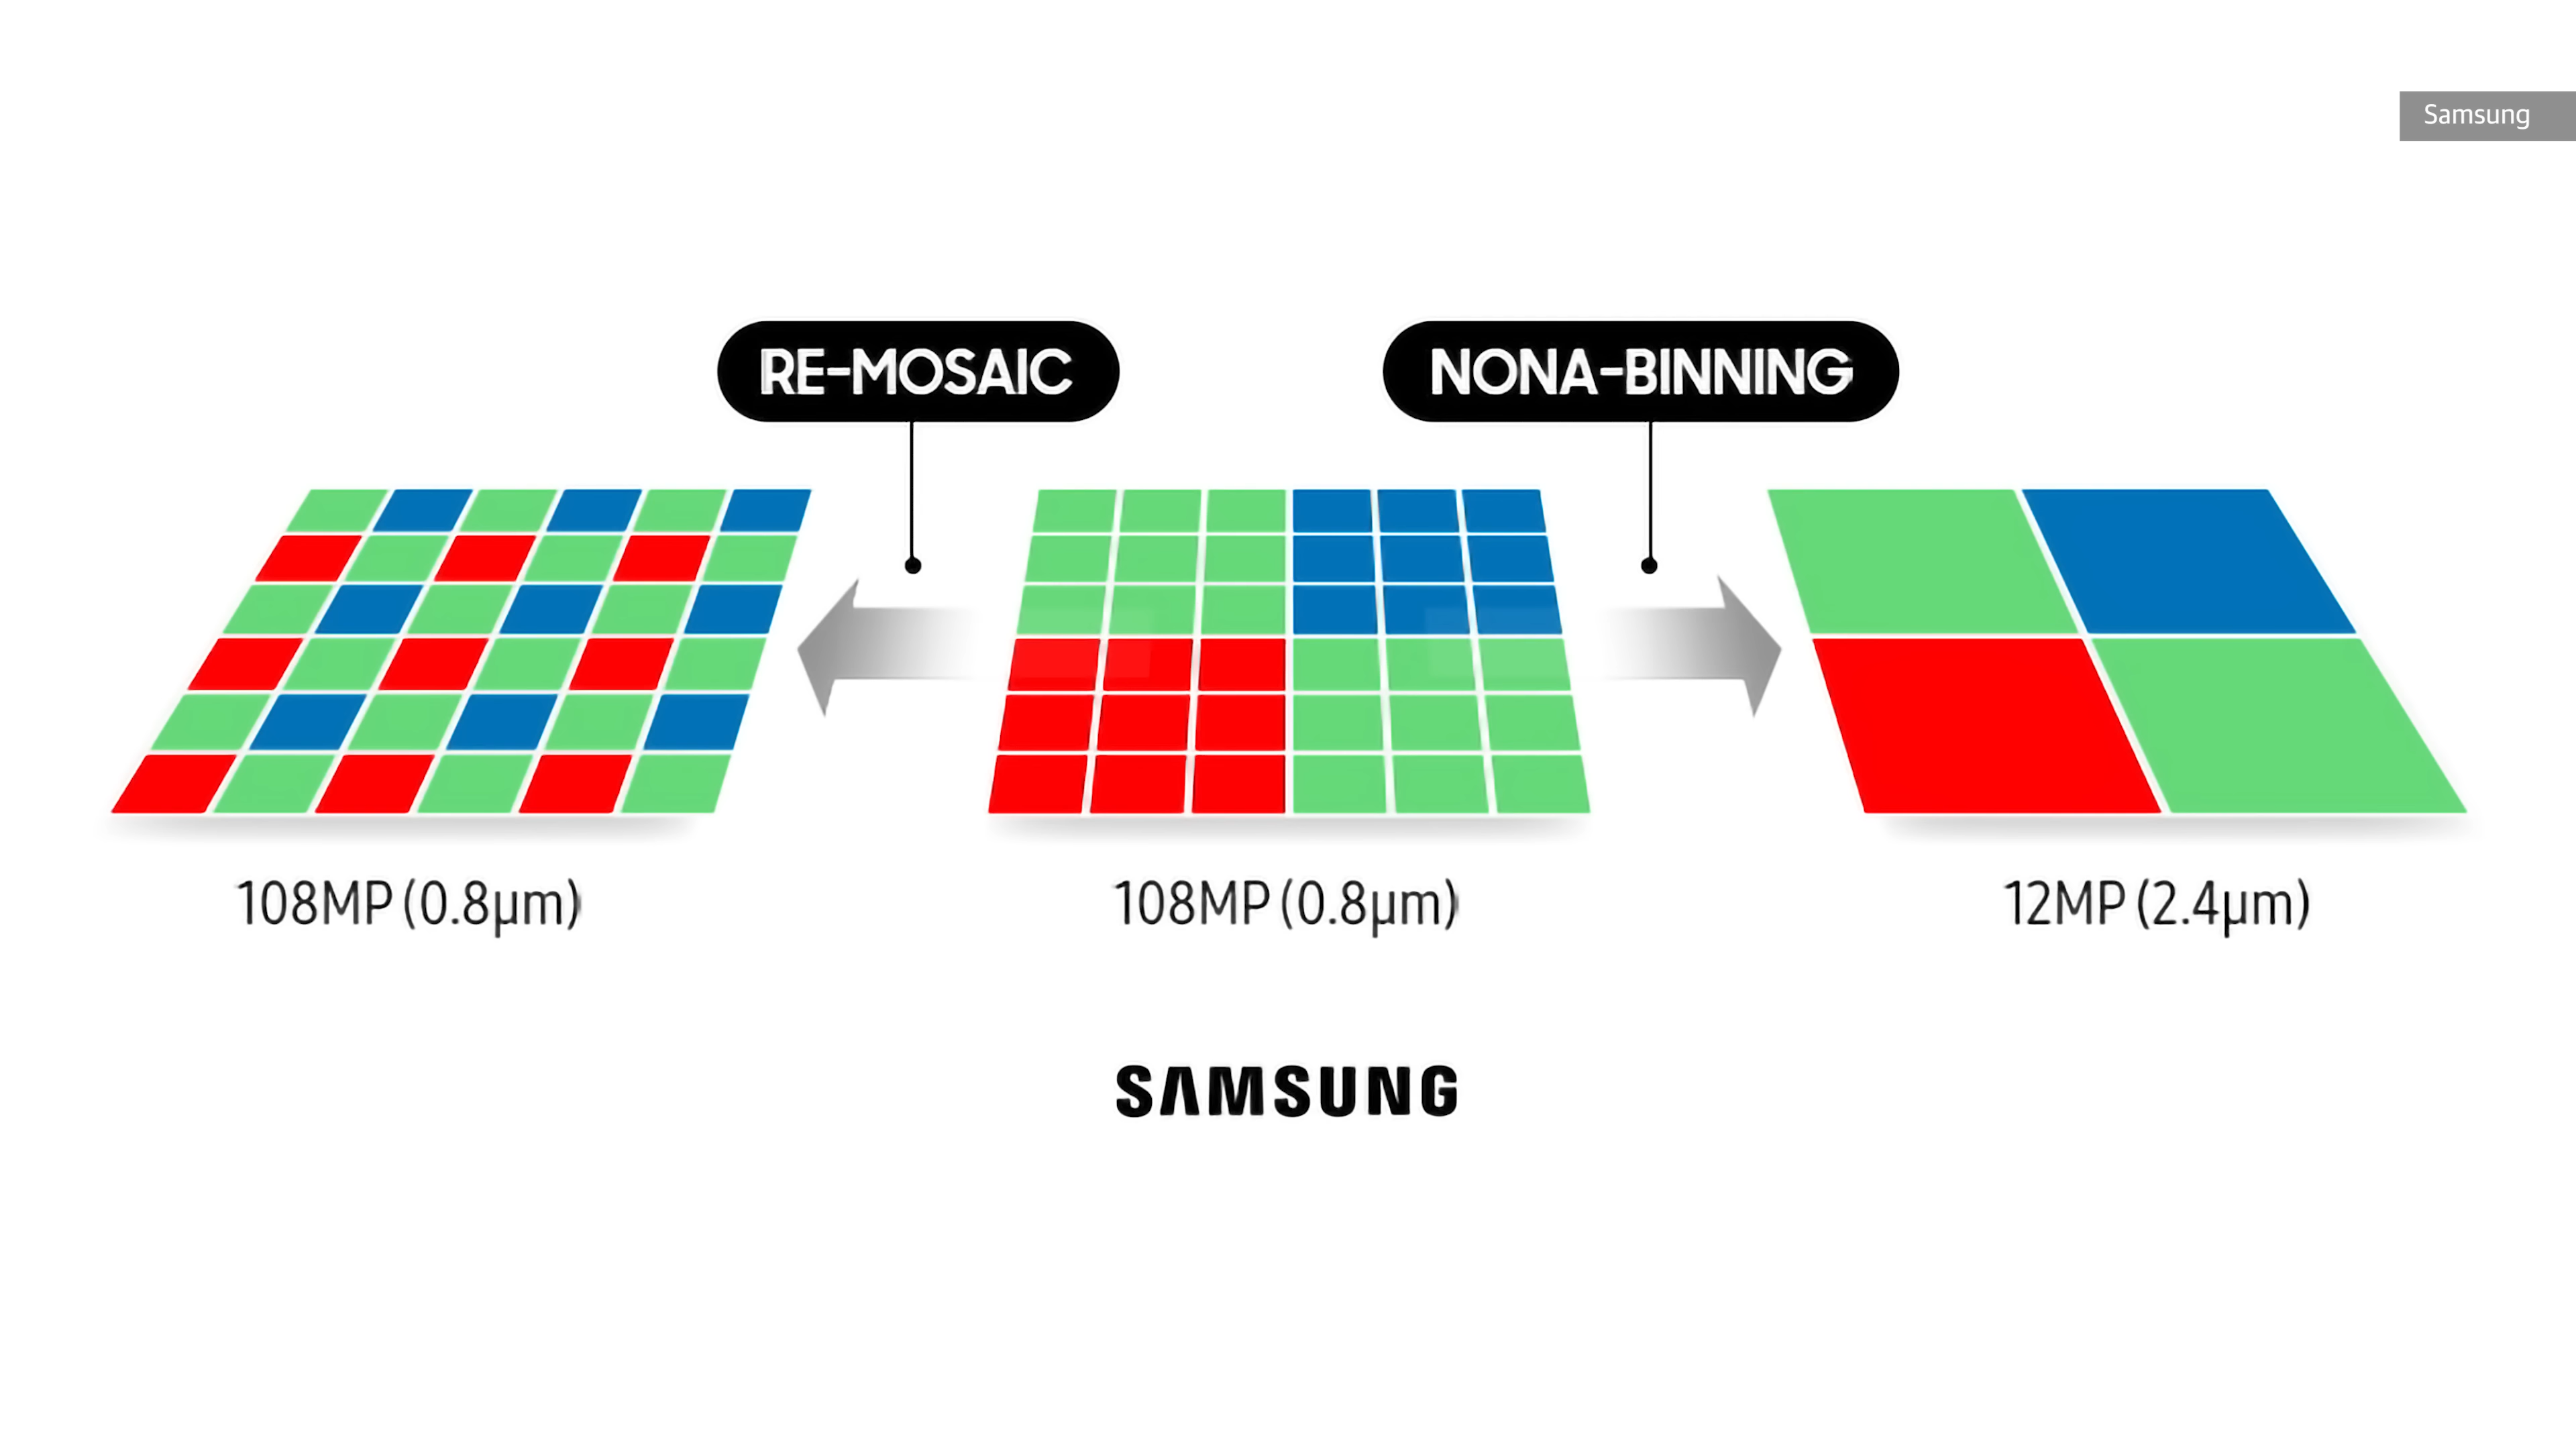 Samsung
RE-MOSAIC
NONA-BINNING
108MP (0.8µm)
108MP (0.8µm)
12MP (2.4µm)
SAMSUNG